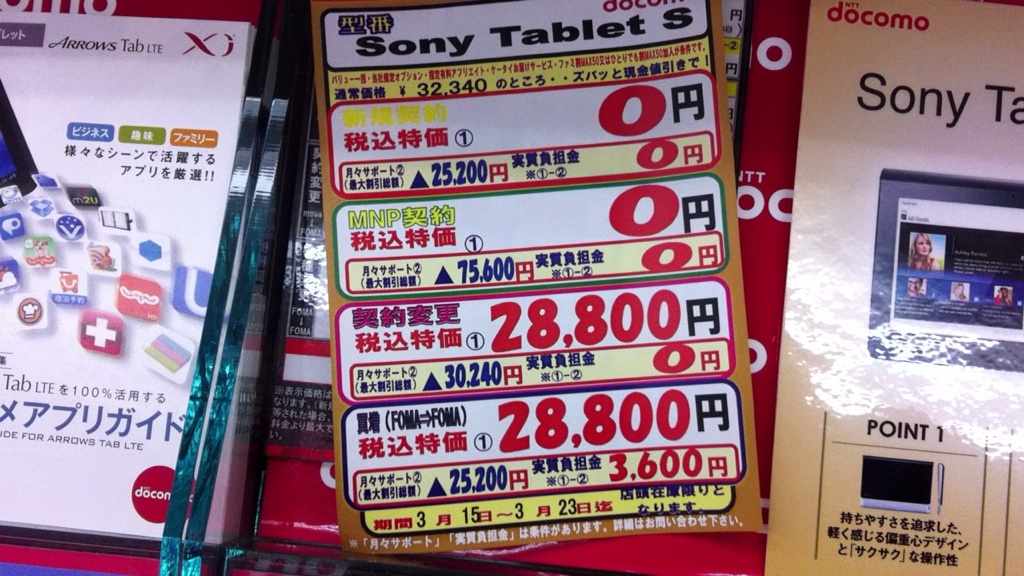 レット
ARROWS Tab LTE
Xi
ビジネス 趣味 ファミリー
様々なシーンで活躍する
アプリを厳選!!
m2U
宿泊予約
集
Tab LTE を100%活用する
メアプリガイド
IDE FOR ARROWS TAB LTE
docomo
docomo
型番
Sony Tablet S
通常価格 ¥ 32,340 のところ・・ズバッと現金値引きで!
新規契約
税込特価① 0円
月々サポート②
(最大割引総額) ▲25,200円 実質負担金
※①-② 0円
MNP契約
税込特価① 0円
月々サポート②
(最大割引総額) ▲75,600円 実質負担金
※①-② 0円
契約変更
税込特価① 28,800円
月々サポート②
(最大割引総額) ▲30,240円 実質負担金
※①-② 0円
買増(FOMA⇒FOMA)
税込特価① 28,800円
月々サポート②
(最大割引総額) ▲25,200円 実質負担金
※①-② 3,600円
期間3月15日〜3月23日迄
店頭在庫限りと
なります。
※「月々サポート」「実質負担金」は条件があります。詳細はお問い合わせ下さい。
NTT
docomo
Sony Ta
POINT 1
持ちやすさを追求した、
軽く感じる偏重心デザイン
と「サクサク」な操作性